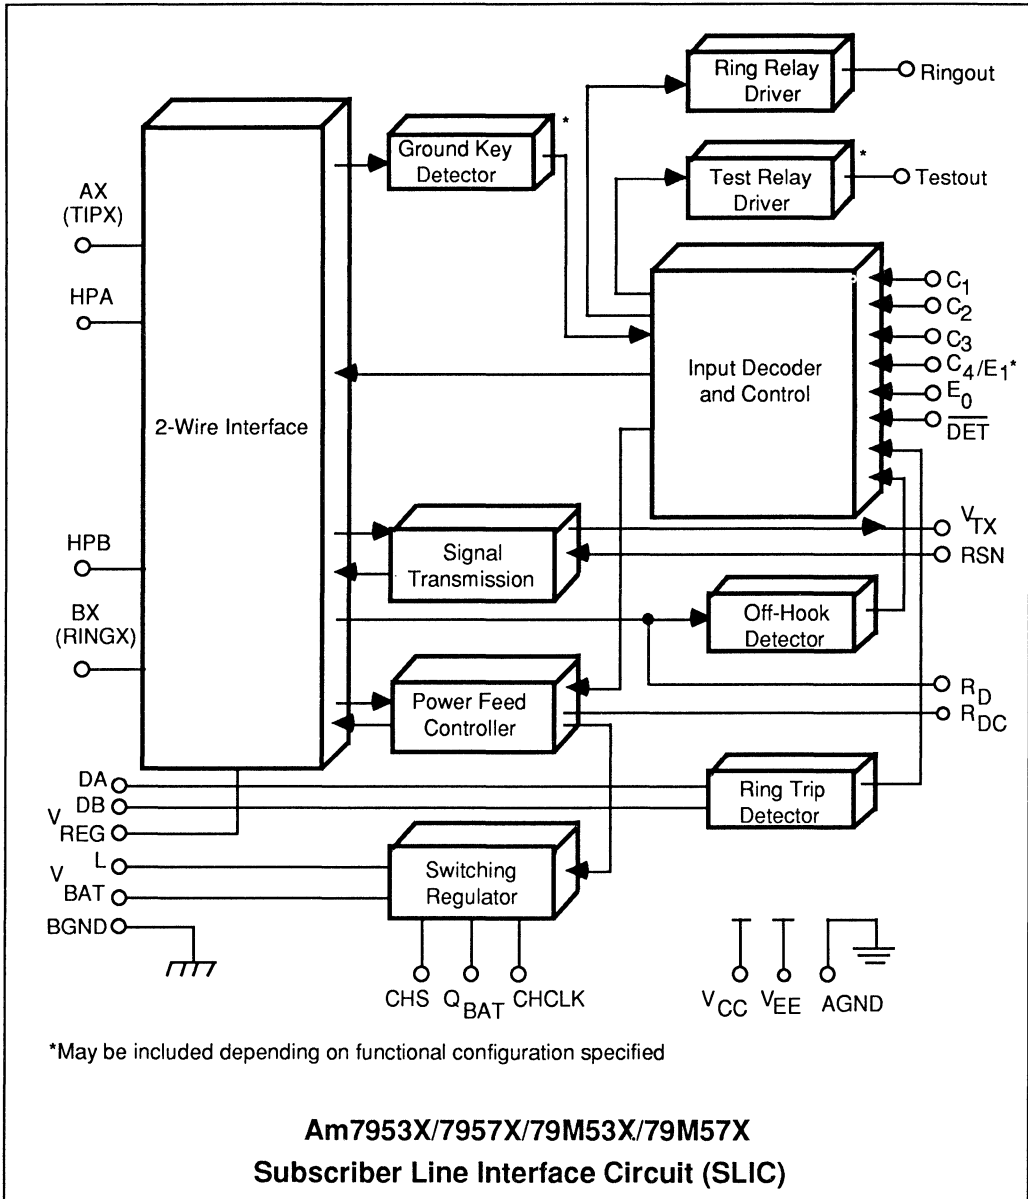 Ring Relay
Driver
Ringout
*
Ground Key
Detector
*
Test Relay
Driver
Testout
AX
(TIPX)
HPA
2-Wire Interface
Input Decoder
and Control
C1
C2
C3
C4/E1*
E0
DET
HPB
BX
(RINGX)
Signal
Transmission
VTX
RSN
Off-Hook
Detector
Power Feed
Controller
RD
RDC
DA
DB
VREG
L
VBAT
BGND
Ring Trip
Detector
Switching
Regulator
CHS
QBAT
CHCLK
VCC
VEE
AGND
*May be included depending on functional configuration specified
Am7953X/7957X/79M53X/79M57X
Subscriber Line Interface Circuit (SLIC)